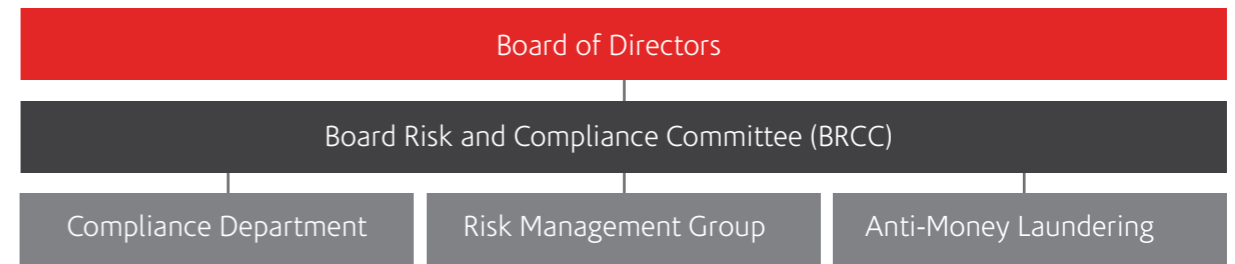 Board of Directors
Board Risk and Compliance Committee (BRCC)
Compliance Department
Risk Management Group
Anti-Money Laundering